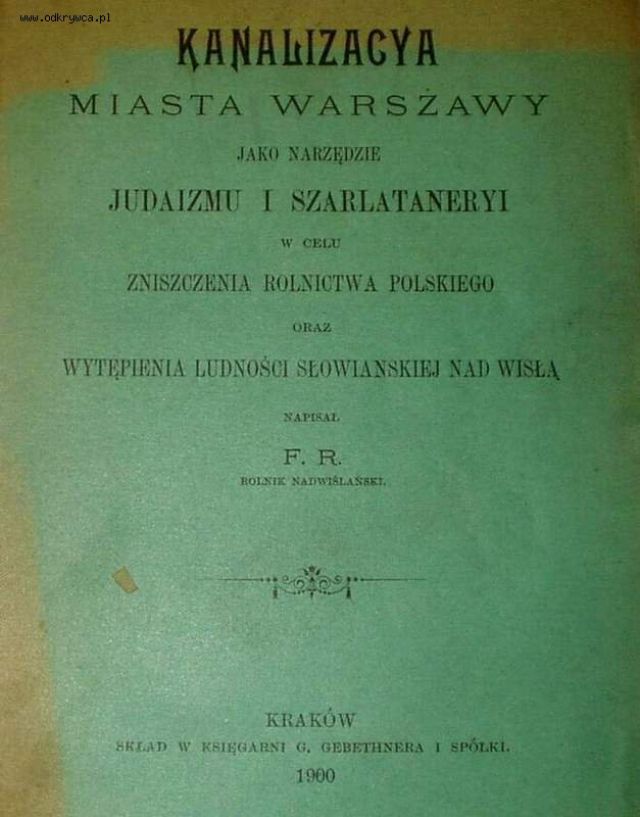 www.odkrywca.pl
KANALIZACYA
MIASTA WARSZAWY
JAKO NARZĘDZIE
JUDAIZMU I SZARLATANERYI
W CELU
ZNISZCZENIA ROLNICTWA POLSKIEGO
ORAZ
WYTĘPIENIA LUDNOŚCI SŁOWIANSKIEJ NAD WISŁĄ
NAPISAŁ
F. R.
ROLNIK NADWIŚLAŃSKI.
KRAKÓW
SKŁAD W KSIĘGARNI G. GEBETHNERA I SPÓŁKI.
1900